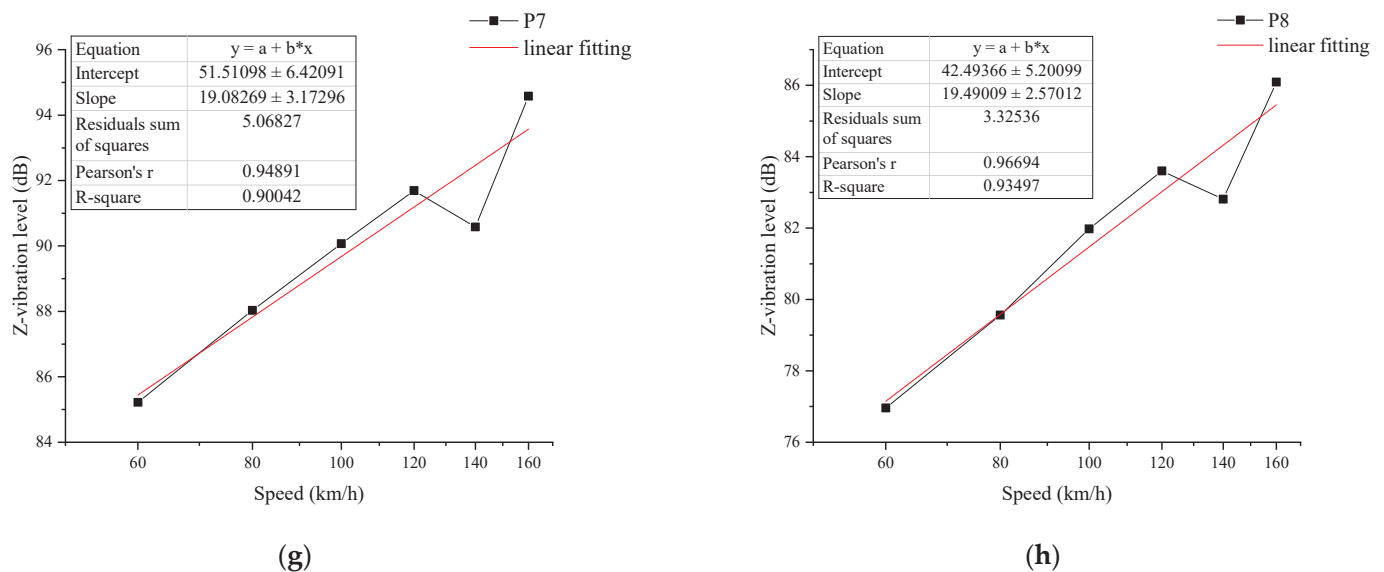 P7
linear fitting
96
94
92
90
88
86
84
Z-vibration level (dB)
Equation y = a + b*x
Intercept 51.51098 ± 6.42091
Slope 19.08269 ± 3.17296
Residuals sum 5.06827
of squares
Pearson's r 0.94891
R-square 0.90042
60 80 100 120 140 160
Speed (km/h)
(g)
P8
linear fitting
86
84
82
80
78
76
Z-vibration level (dB)
Equation y = a + b*x
Intercept 42.49366 ± 5.20099
Slope 19.49009 ± 2.57012
Residuals sum 3.32536
of squares
Pearson's r 0.96694
R-square 0.93497
60 80 100 120 140 160
Speed (km/h)
(h)